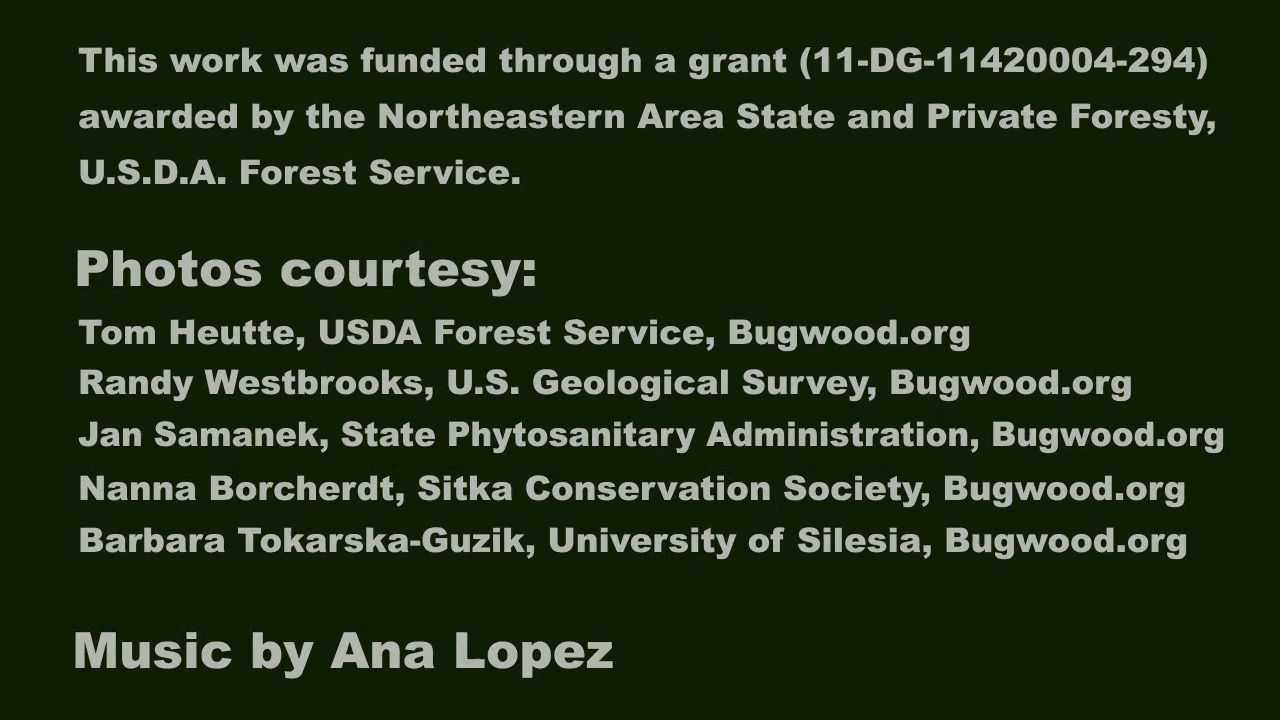 This work was funded through a grant (11-DG-11420004-294)
awarded by the Northeastern Area State and Private Foresty,
U.S.D.A. Forest Service.
Photos courtesy:
Tom Heutte, USDA Forest Service, Bugwood.org
Randy Westbrooks, U.S. Geological Survey, Bugwood.org
Jan Samanek, State Phytosanitary Administration, Bugwood.org
Nanna Borcherdt, Sitka Conservation Society, Bugwood.org
Barbara Tokarska-Guzik, University of Silesia, Bugwood.org
Music by Ana Lopez